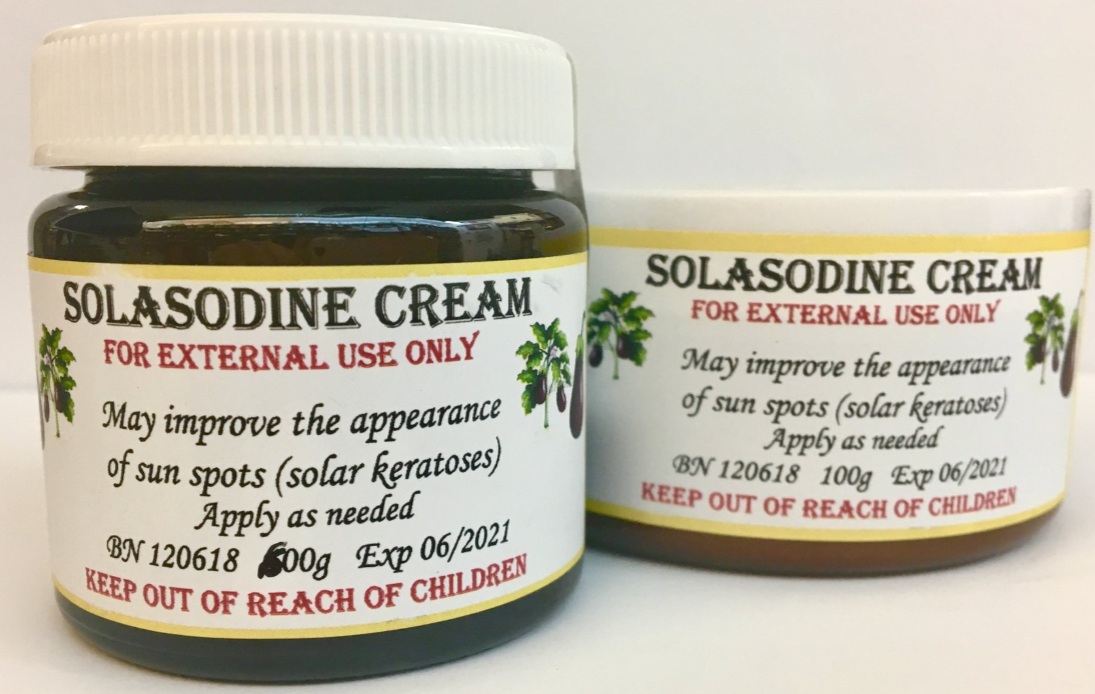 SOLASODINE CREAM
FOR EXTERNAL USE ONLY
May improve the appearance
of sun spots (solar keratoses)
Apply as needed
BN 120618 00g Exp 06/2021
KEEP OUT OF REACH OF CHILDREN
SOLASODINE CREAM
FOR EXTERNAL USE ONLY
May improve the appearance
of sun spots (solar keratoses)
Apply as needed
BN 120618 100g Exp 06/2021
KEEP OUT OF REACH OF CHILDREN